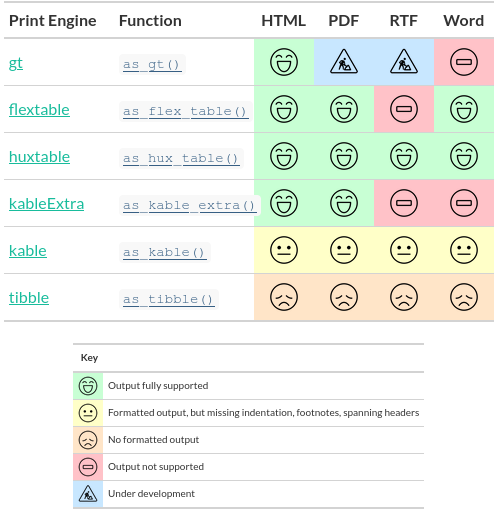 Print Engine Function HTML PDF RTF Word
gt as_gt()
flextable as_flex_table()
huxtable as_hux_table()
kableExtra as_kable_extra()
kable as_kable()
tibble as_tibble()
Key
Output fully supported
Formatted output, but missing indentation, footnotes, spanning headers
No formatted output
Output not supported
Under development